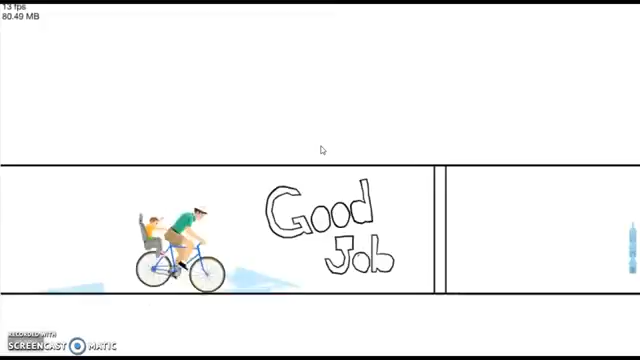 13 fps
80.49 MB
Good
Job
RECORDED WITH
SCREENCAST MATIC